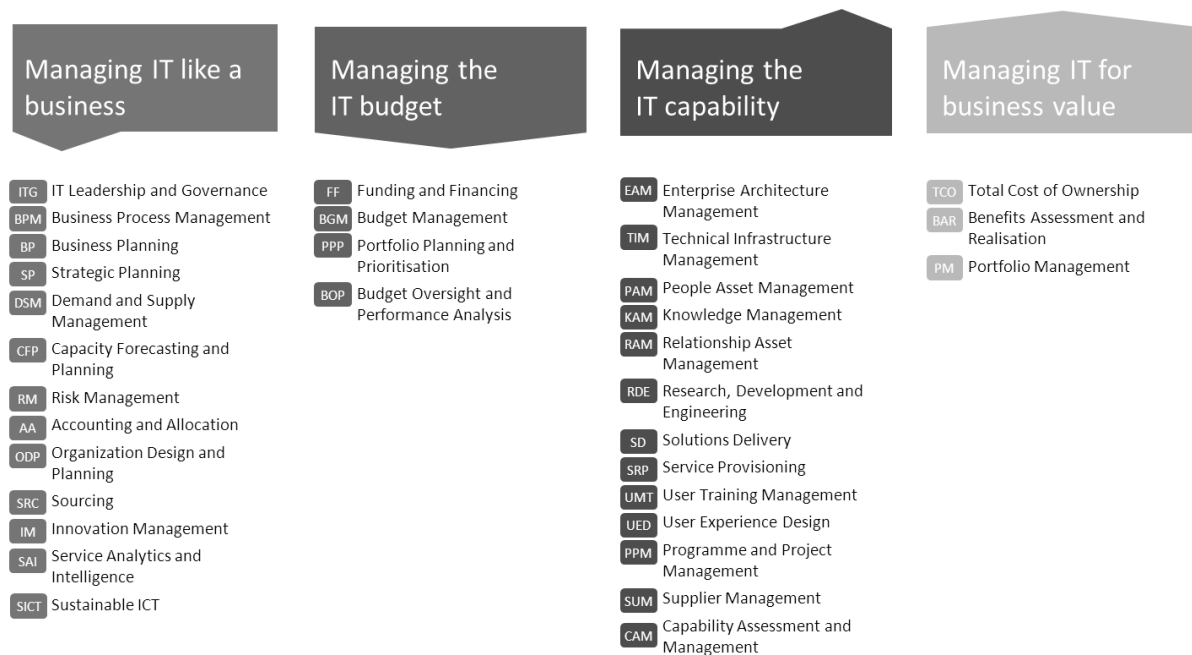 Managing IT like a
business
ITG IT Leadership and Governance
BPM Business Process Management
BP Business Planning
SP Strategic Planning
DSM Demand and Supply
Management
CFP Capacity Forecasting and
Planning
RM Risk Management
AA Accounting and Allocation
ODP Organization Design and
Planning
SRC Sourcing
IM Innovation Management
SAI Service Analytics and
Intelligence
SICT Sustainable ICT
Managing the
IT budget
FF Funding and Financing
BGM Budget Management
PPP Portfolio Planning and
Prioritisation
BOP Budget Oversight and
Performance Analysis
Managing the
IT capability
EAM Enterprise Architecture
Management
TIM Technical Infrastructure
Management
PAM People Asset Management
KAM Knowledge Management
RAM Relationship Asset
Management
RDE Research, Development and
Engineering
SD Solutions Delivery
SRP Service Provisioning
UMT User Training Management
UED User Experience Design
PPM Programme and Project
Management
SUM Supplier Management
CAM Capability Assessment and
Management
Managing IT for
business value
TCO Total Cost of Ownership
BAR Benefits Assessment and
Realisation
PM Portfolio Management